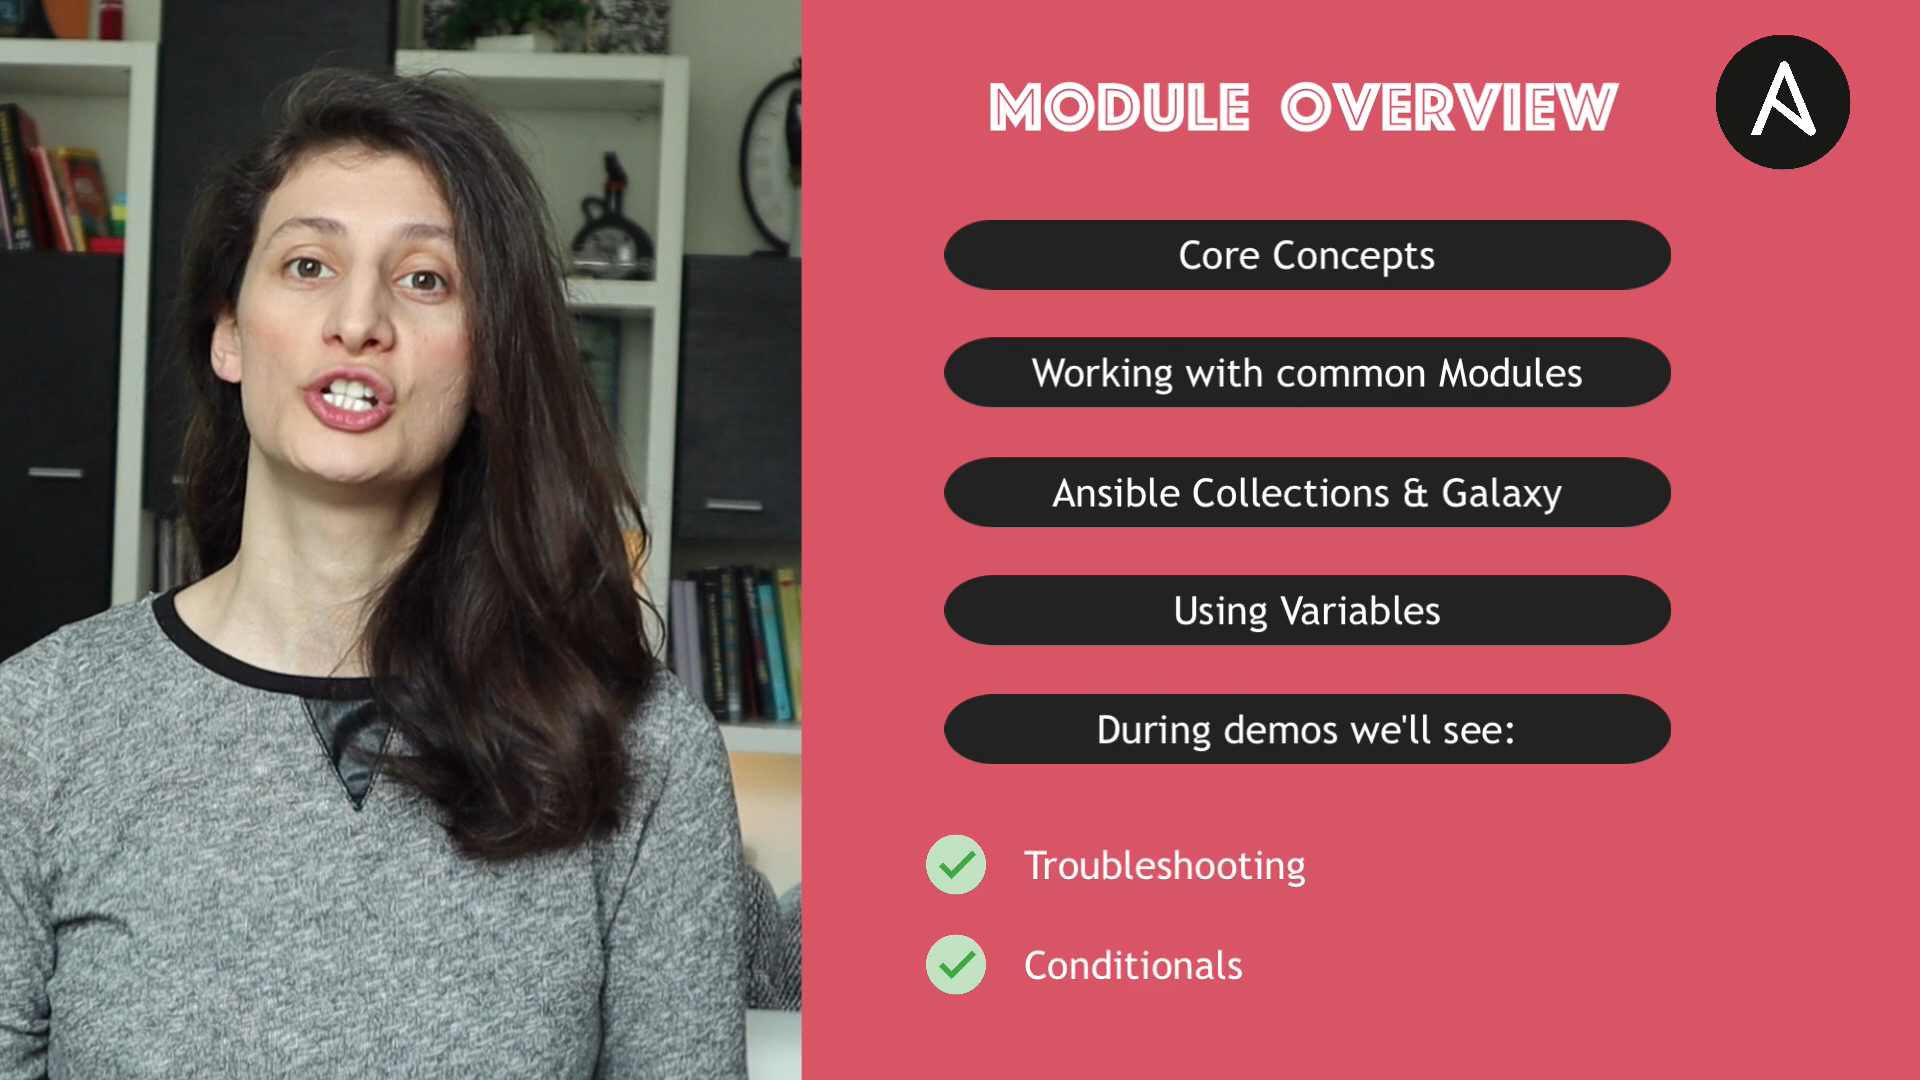 MODULE OVERVIEW
Core Concepts
Working with common Modules
Ansible Collections & Galaxy
Using Variables
During demos we'll see:
Troubleshooting
Conditionals